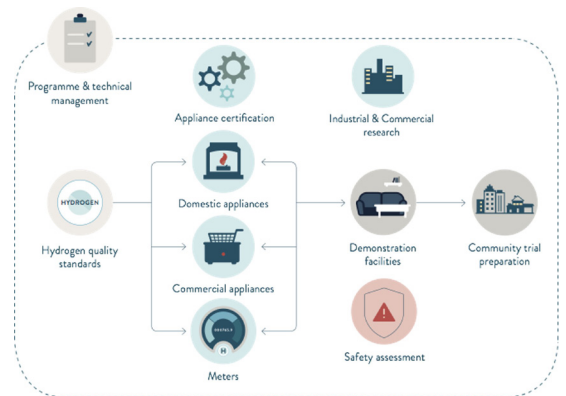 Programme & technical
management
Appliance certification
Industrial & Commercial
research
HYDROGEN
Hydrogen quality
standards
Domestic appliances
Commercial appliances
H
Meters
Demonstration
facilities
Community trial
preparation
Safety assessment